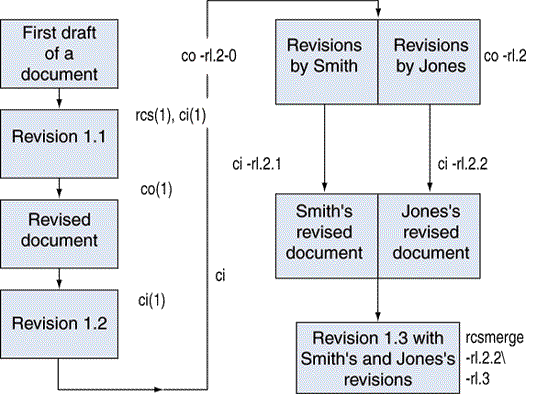 First draft
of a
document
rcs(1), ci(1)
Revision 1.1
co(1)
Revised
document
ci(1)
Revision 1.2
ci
co -rl.2-0
Revisions
by Smith
Revisions
by Jones
co -rl.2
ci -rl.2.1
ci -rl.2.2
Smith's
revised
document
Jones's
revised
document
Revision 1.3 with
Smith's and Jones's
revisions
rcsmerge
-rl.2.2\
-rl.3